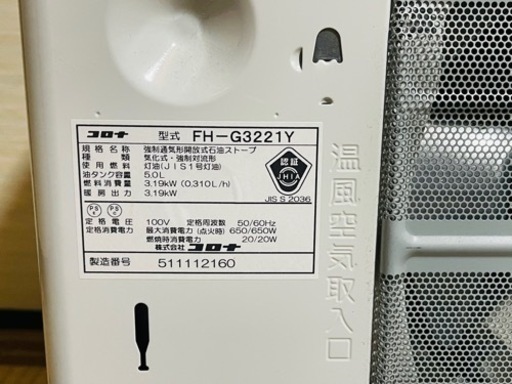 コロナ 型式 FH-G3221Y
規格名称 強制通気形開放式石油ストーブ
種類 気化式・強制対流形
使用燃料 灯油(JIS1号灯油)
油タンク容量 5.0L
燃料消費量 3.19kW (0.310L/h)
暖房出力 3.19kW
認証
JHIA
JIS S 2036
PSE PSC
定格電圧 100V 定格周波数 50/60Hz
定格消費電力 最大消費電力(点火時) 650/650W
燃焼時消費電力 20/20W
株式会社コロナ
製造番号 511112160
温風空気取入口